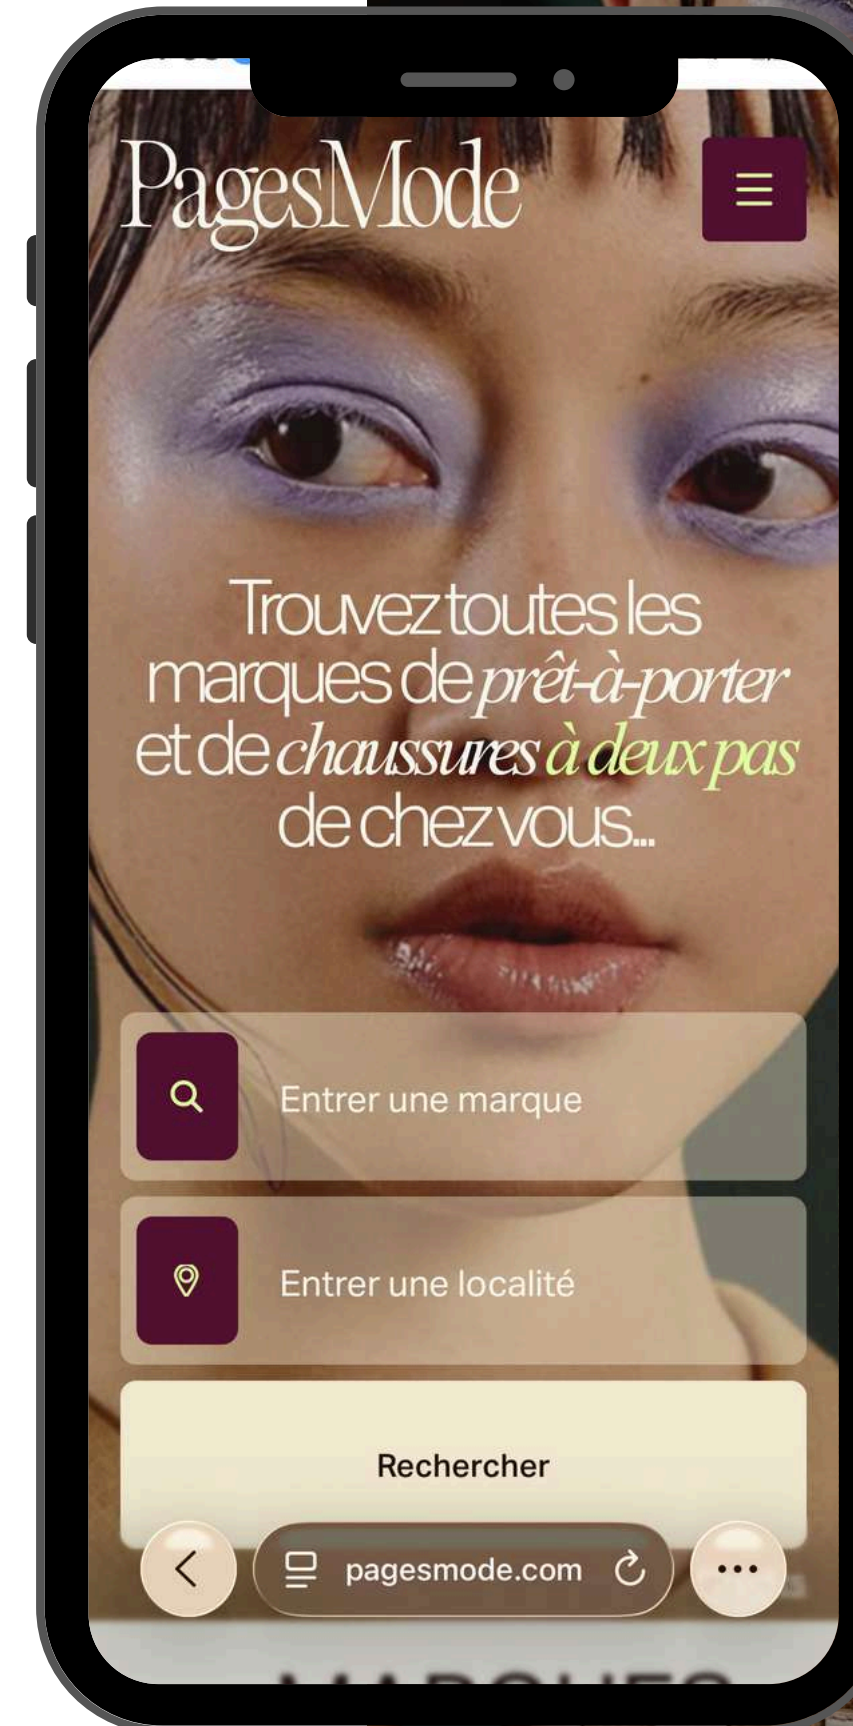 PagesMode
Trouvez toutes les
marques de prêt-à-porter
et de chaussures à deux pas
de chez vous...
Entrer une marque
Entrer une localité
Rechercher
pagesmode.com